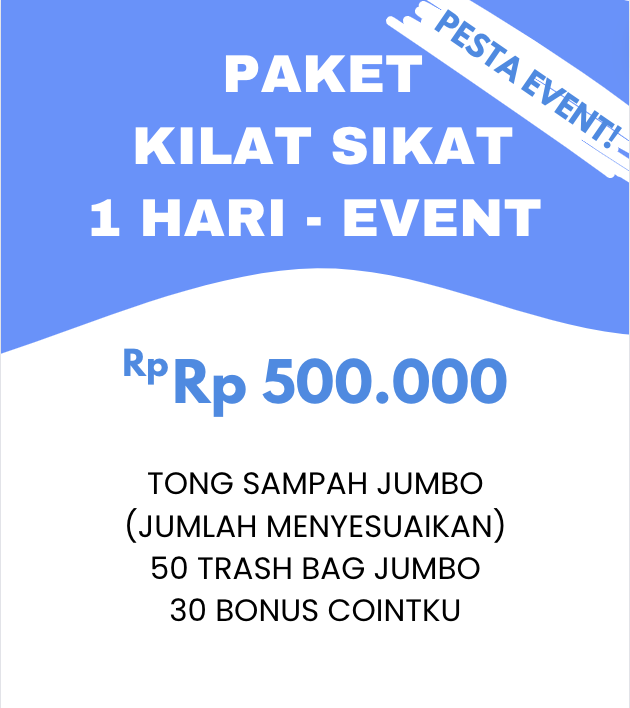 PESTA EVENT!
PAKET
KILAT SIKAT
1 HARI - EVENT
RpRp 500.000
TONG SAMPAH JUMBO
(JUMLAH MENYESUAIKAN)
50 TRASH BAG JUMBO
30 BONUS COINTKU